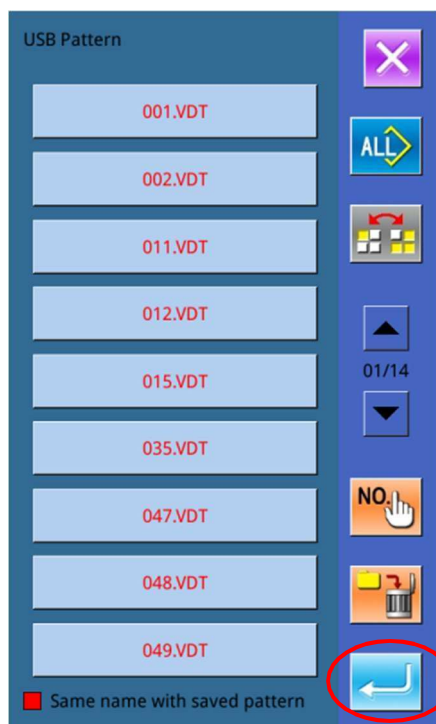 USB Pattern
001.VDT
002.VDT
011.VDT
012.VDT
015.VDT
035.VDT
047.VDT
048.VDT
049.VDT
Same name with saved pattern
ALL
01/14
NO.